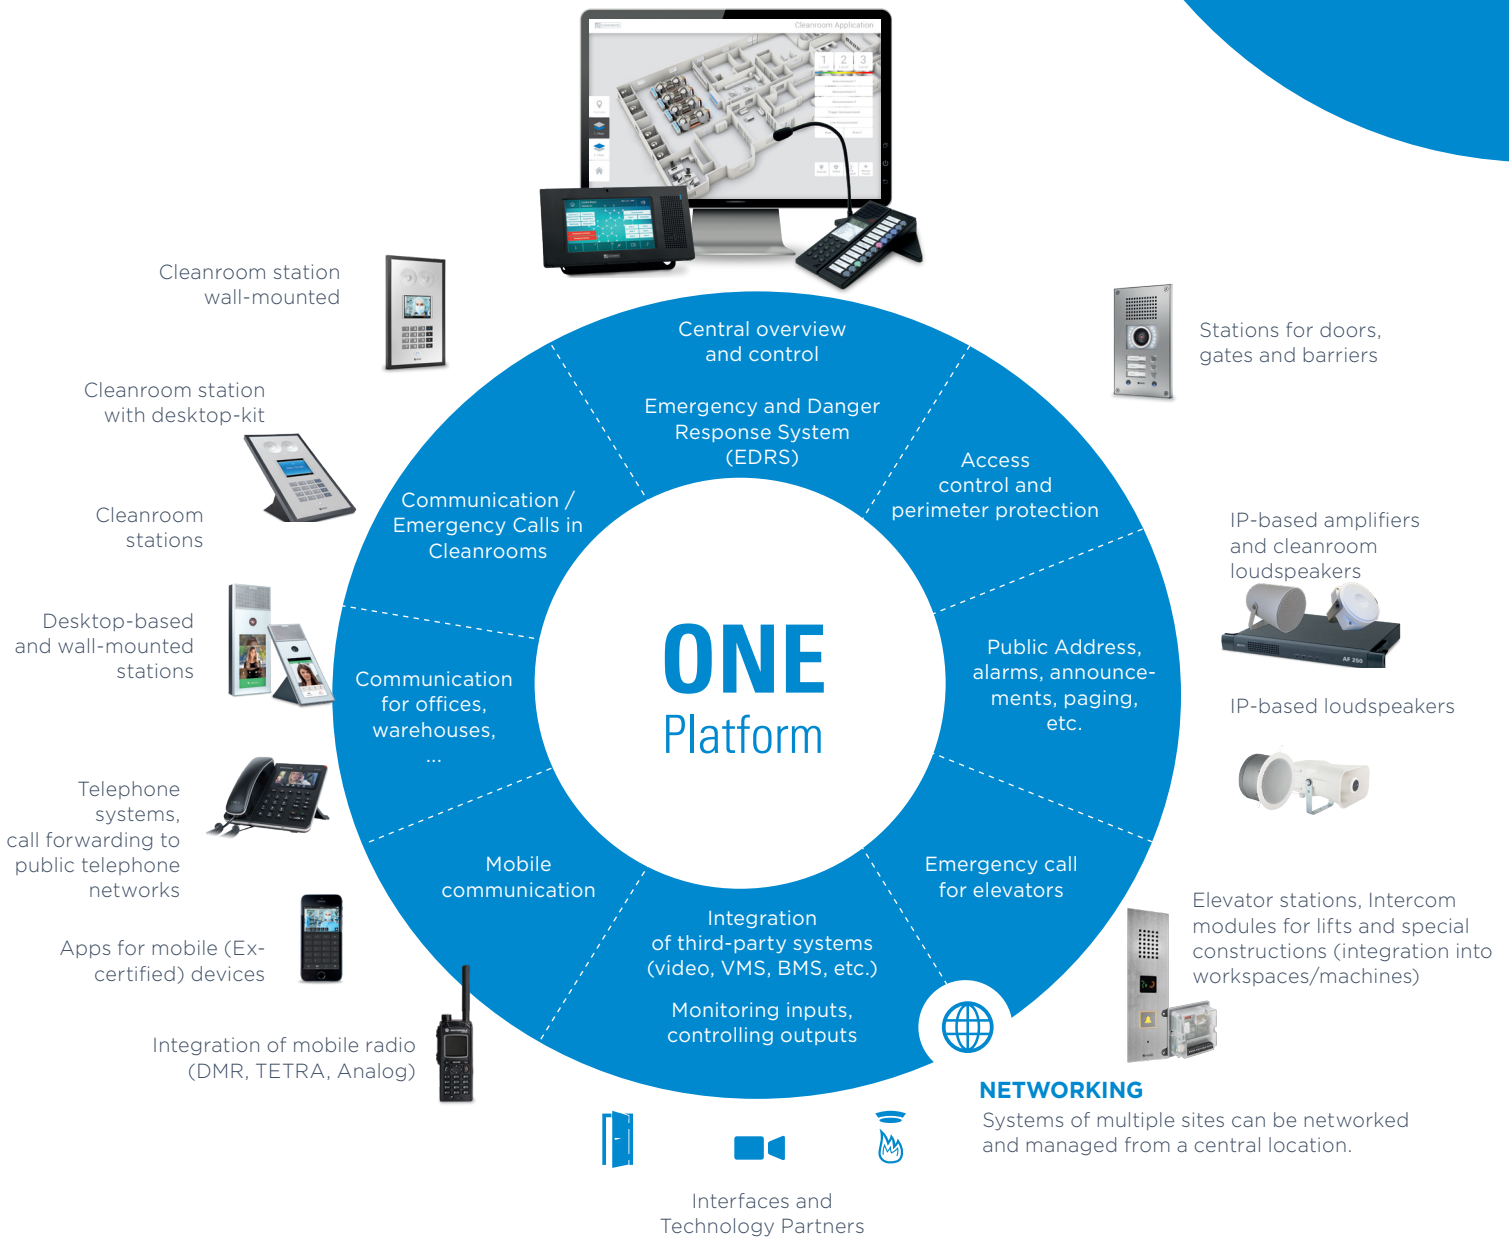 Cleanroom Application
1 2 3
Cleanroom station
wall-mounted
Cleanroom station
with desktop-kit
Cleanroom
stations
Desktop-based
and wall-mounted
stations
Telephone
systems,
call forwarding to
public telephone
networks
Apps for mobile (Ex-
certified) devices
Integration of mobile radio
(DMR, TETRA, Analog)
Central overview
and control
Emergency and Danger
Response System
(EDRS)
Access
control and
perimeter protection
Public Address,
alarms, announce-
ments, paging,
etc.
Emergency call
for elevators
Integration
of third-party systems
(video, VMS, BMS, etc.)
Monitoring inputs,
controlling outputs
Mobile
communication
Communication
for offices,
warehouses,
...
Communication /
Emergency Calls in
Cleanrooms
ONE
Platform
Stations for doors,
gates and barriers
IP-based amplifiers
and cleanroom
loudspeakers
AF 250
IP-based loudspeakers
Elevator stations, Intercom
modules for lifts and special
constructions (integration into
workspaces/machines)
NETWORKING
Systems of multiple sites can be networked
and managed from a central location.
Interfaces and
Technology Partners